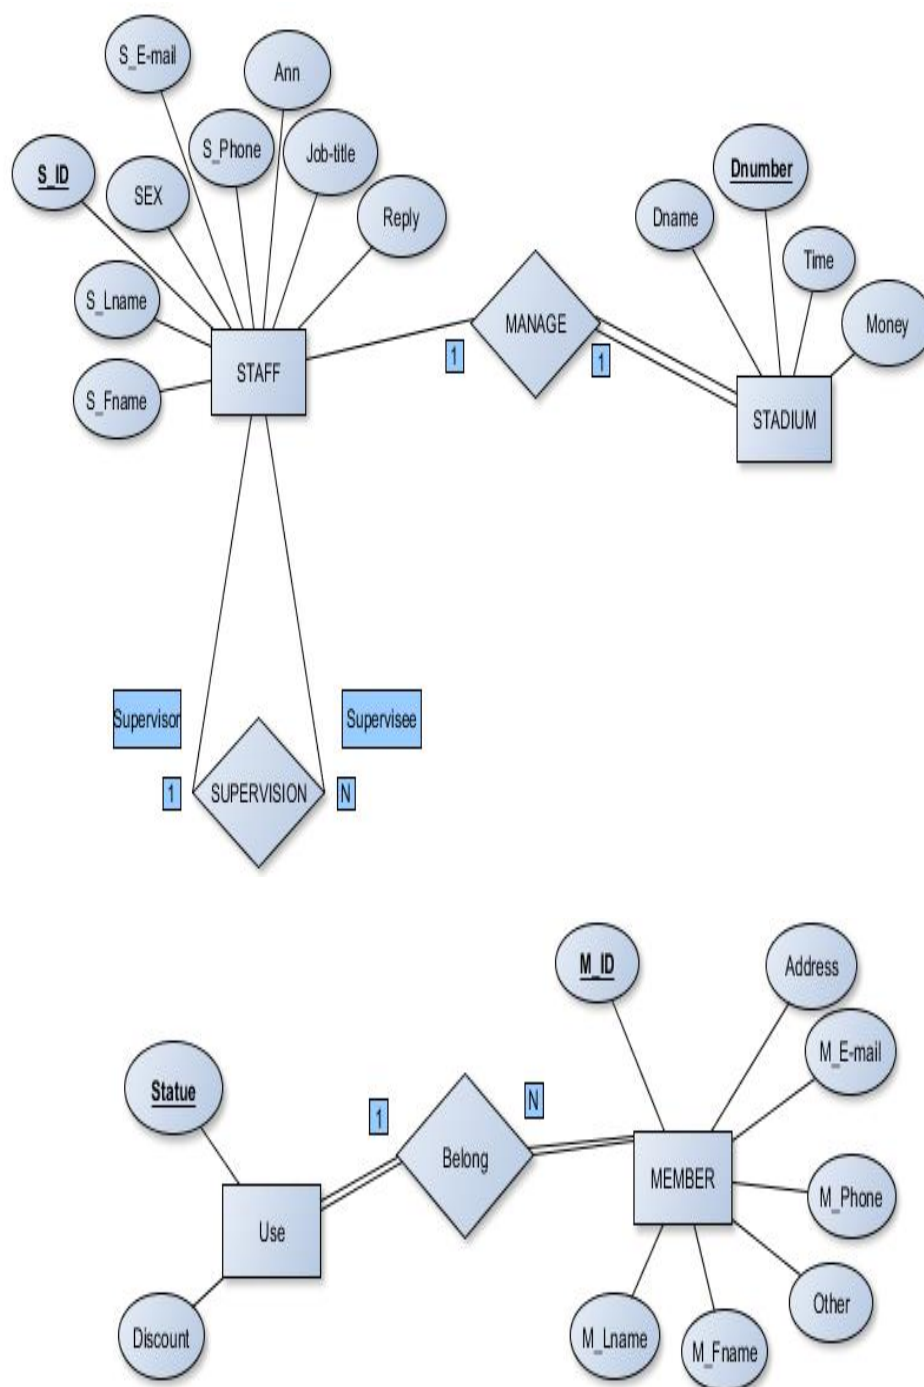 S_E-mail
Ann
S_Phone
Job-title
S_ID
SEX
Reply
S_Lname
S_Fname
STAFF
1
MANAGE
1
Dnumber
Dname
Time
Money
STADIUM
Supervisor
Supervisee
1
SUPERVISION
N
M_ID
Address
M_E-mail
Statue
1
N
Belong
MEMBER
M_Phone
Use
Other
Discount
M_Lname
M_Fname